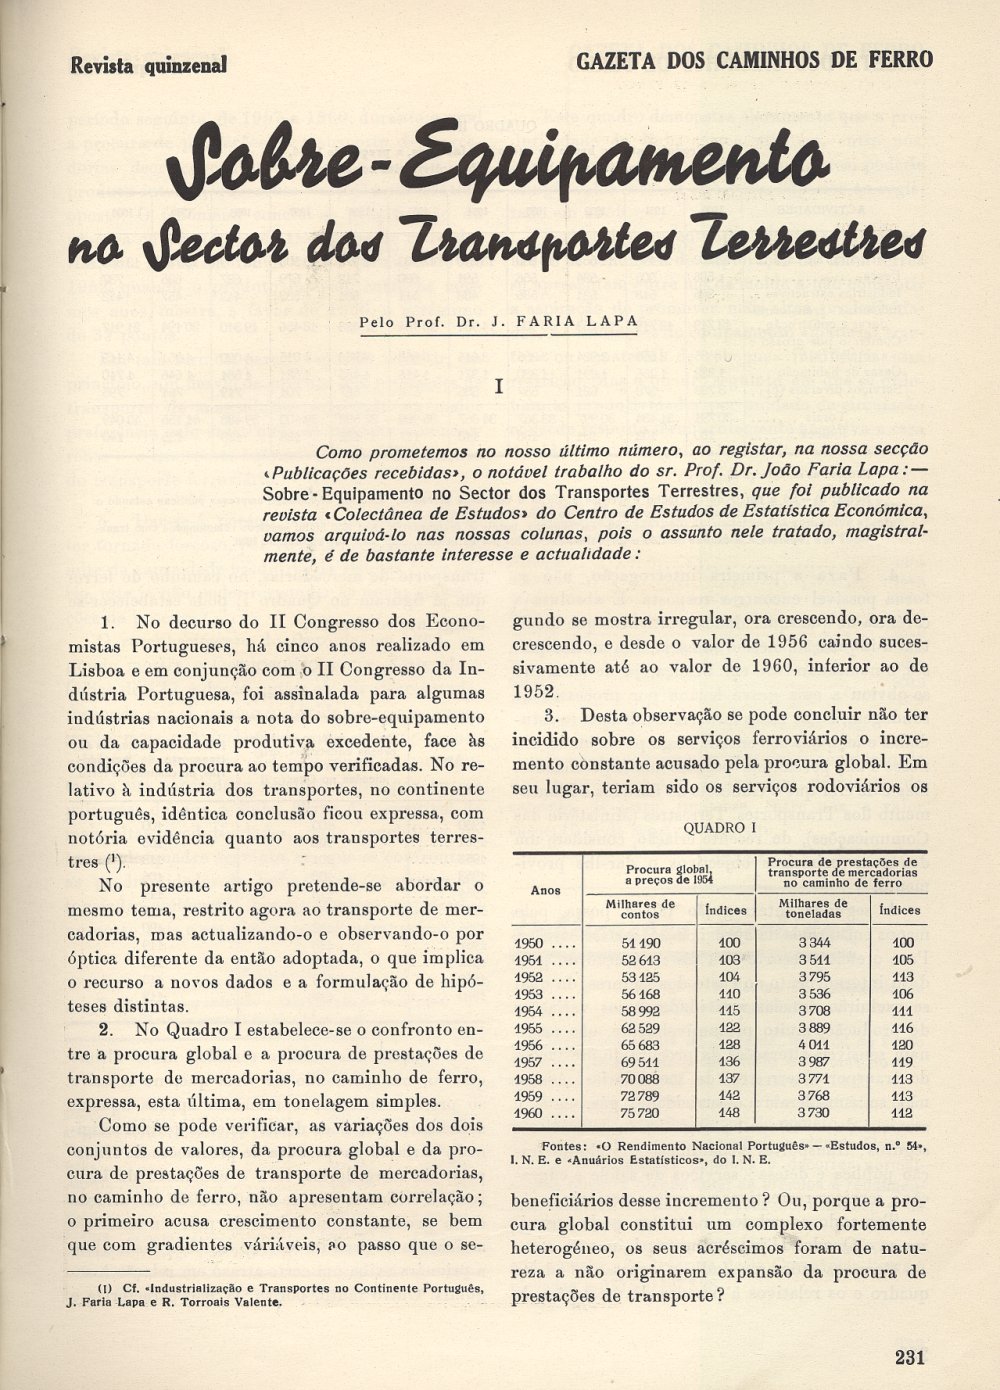 Revista quinzenal
GAZETA DOS CAMINHOS DE FERRO
Sobre-Equipamento
no Sector dos Transportes Terrestres
Pelo Prof. Dr. J. FARIA LAPA
I
Como prometemos no nosso último número, ao registar, na nossa secção
«Publicações recebidas», o notável trabalho do sr. Prof. Dr. João Faria Lapa:—
Sobre-Equipamento no Sector dos Transportes Terrestres, que foi publicado na
revista «Colectânea de Estudos» do Centro de Estudos de Estatística Económica,
vamos arquivá-lo nas nossas colunas, pois o assunto nele tratado, magistral-
mente, é de bastante interesse e actualidade:
1. No decurso do II Congresso dos Econo-
mistas Portugueses, há cinco anos realizado em
Lisboa e em conjunção com o II Congresso da In-
dústria Portuguesa, foi assinalada para algumas
indústrias nacionais a nota do sobre-equipamento
ou da capacidade produtiva excedente, face às
condições da procura ao tempo verificadas. No re-
lativo à indústria dos transportes, no continente
português, idêntica conclusão ficou expressa, com
notória evidência quanto aos transportes terres-
tres (¹).
No presente artigo pretende-se abordar o
mesmo tema, restrito agora ao transporte de mer-
cadorias, mas actualizando-o e observando-o por
óptica diferente da então adoptada, o que implica
o recurso a novos dados e a formulação de hipó-
teses distintas.
2. No Quadro I estabelece-se o confronto en-
tre a procura global e a procura de prestações de
transporte de mercadorias, no caminho de ferro,
expressa, esta última, em tonelagem simples.
Como se pode verificar, as variações dos dois
conjuntos de valores, da procura global e da pro-
cura de prestações de transporte de mercadorias,
no caminho de ferro, não apresentam correlação;
o primeiro acusa crescimento constante, se bem
que com gradientes váriáveis, ao passo que o se-
(1) Cf. «Industrialização e Transportes no Continente Português,
J. Faria Lapa e R. Torroais Valente.
gundo se mostra irregular, ora crescendo, ora de-
crescendo, e desde o valor de 1956 caindo suces-
sivamente até ao valor de 1960, inferior ao de
1952.
3. Desta observação se pode concluir não ter
incidido sobre os serviços ferroviários o incre-
mento constante acusado pela procura global. Em
seu lugar, teriam sido os serviços rodoviários os
QUADRO I
Anos
Procura global,
a preços de 1954
Procura de prestações de
transporte de mercadorias
no caminho de ferro
Milhares de
contos
Índices
Milhares de
toneladas
Índices
1950 .... 51 190 100 3 344 100
1951 .... 52 613 103 3 511 105
1952 .... 53 125 104 3 795 113
1953 .... 56 168 110 3 536 106
1954 .... 58 992 115 3 708 111
1955 .... 62 529 122 3 889 116
1956 .... 65 683 128 4 011 120
1957 .... 69 511 136 3 987 119
1958 .... 70 088 137 3 771 113
1959 .... 72 789 142 3 768 113
1960 .... 75 720 148 3 730 112
Fontes: «O Rendimento Nacional Português» — «Estudos, n.º 54»,
I. N. E. e «Anuários Estatísticos», do I. N. E.
beneficiários desse incremento? Ou, porque a pro-
cura global constitui um complexo fortemente
heterogéneo, os seus acréscimos foram de natu-
reza a não originarem expansão da procura de
prestações de transporte?
231